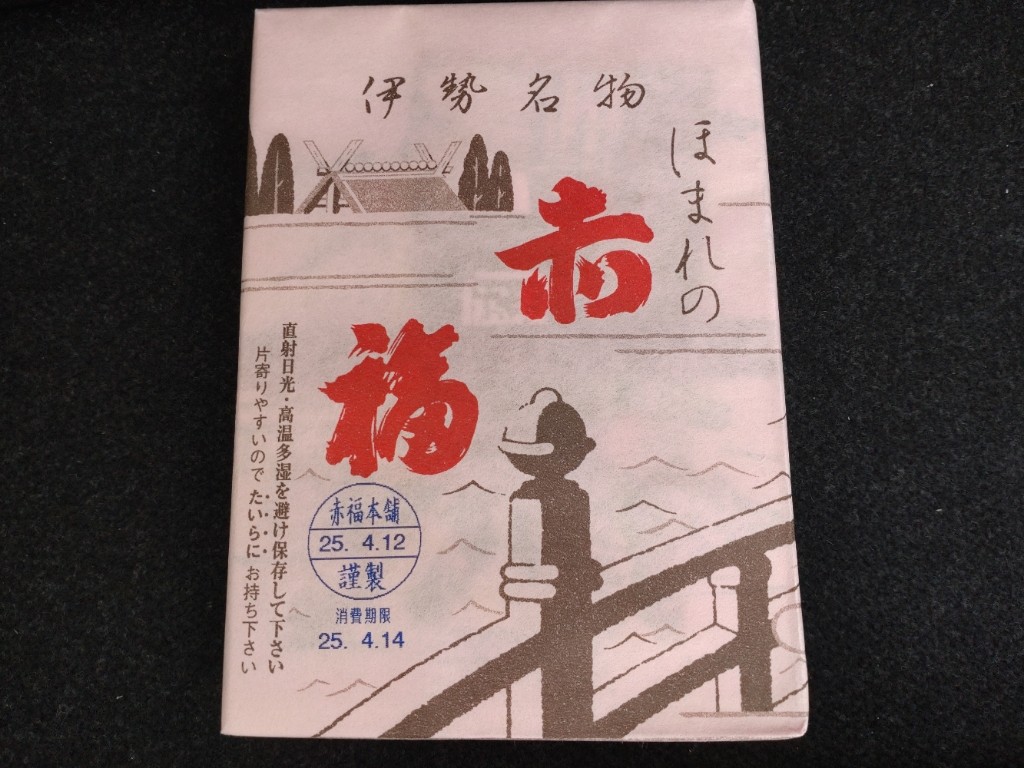 伊勢名物
ほまれの
赤
福
直射日光・高温多湿を避け保存して下さい
片寄りやすいので たいらに お持ち下さい
赤福本舗
25. 4.12
謹製
消費期限
25. 4.14